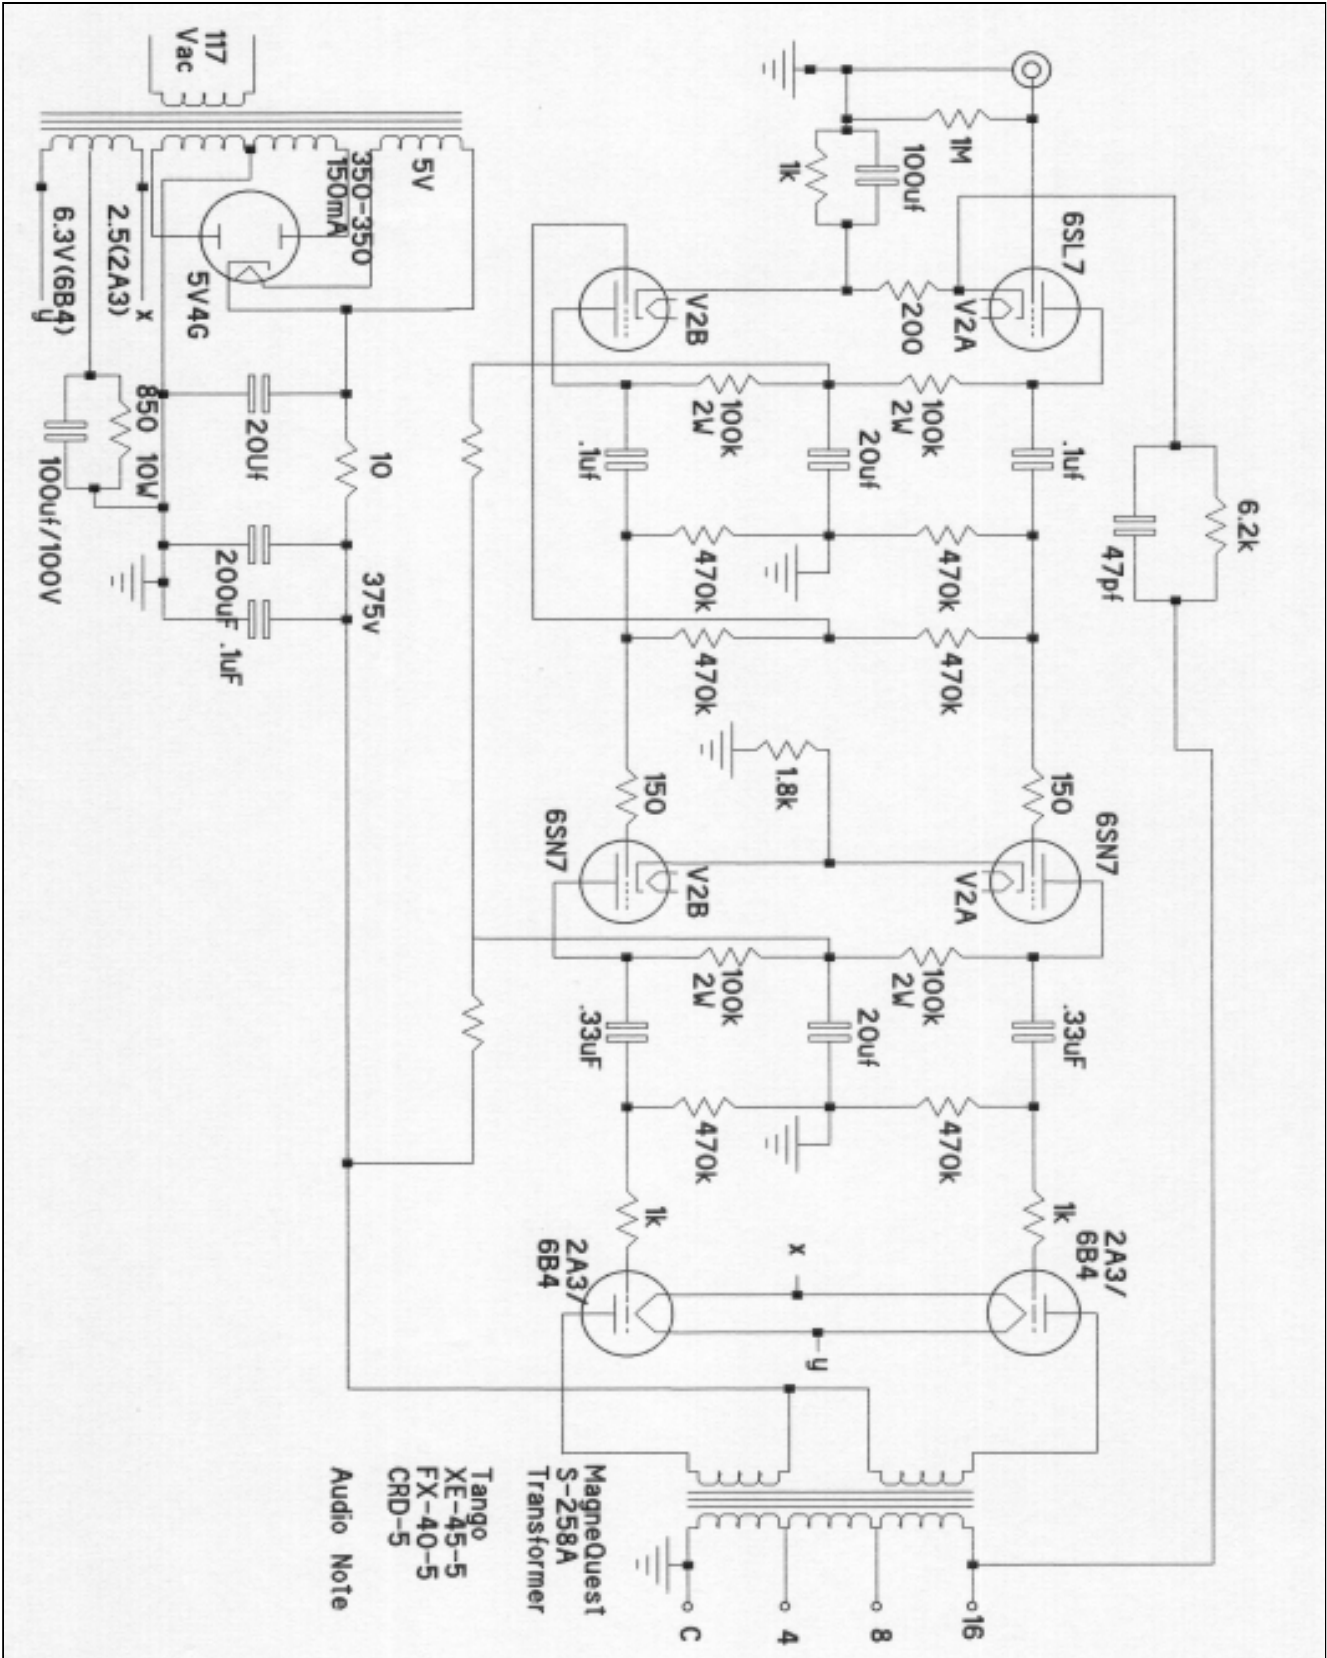 6.2k
47pf
6SL7
V2A
1M
100uf
1k
200
V2B
.1uf
100k
2W
20uf
100k
2W
.1uf
470k
470k
470k
470k
150
6SN7
V2A
1.8k
150
6SN7
V2B
.33uF
100k
2W
20uf
100k
2W
.33uF
470k
470k
1k
2A3/
6B4
x
y
1k
2A3/
6B4
16
8
4
C
MagneQuest
S-258A
Transformer
Tango
XE-45-5
FX-40-5
CRD-5
Audio Note
117
Vac
5V
350-350
150mA
5V4G
2.5(2A3)
x
6.3V(6B4)
y
10
375v
20Uf
200uF
.1uF
850 10W
100uf/100V